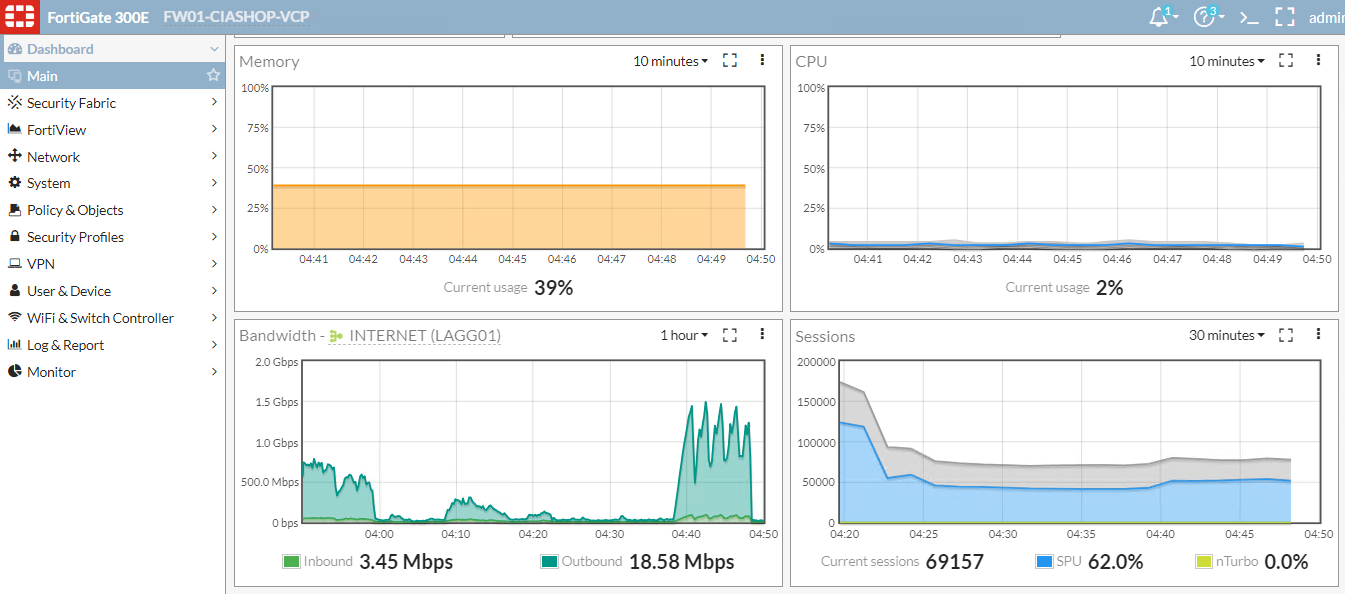 FortiGate 300E FW01-CIASHOP-VCP 1 3 admin
Dashboard
Main
Security Fabric
FortiView
Network
System
Policy & Objects
Security Profiles
VPN
User & Device
WiFi & Switch Controller
Log & Report
Monitor
Memory 10 minutes
100%
75%
50%
25%
0%
04:41 04:42 04:43 04:44 04:45 04:46 04:47 04:48 04:49 04:50
Current usage 39%
CPU 10 minutes
100%
75%
50%
25%
0%
04:41 04:42 04:43 04:44 04:45 04:46 04:47 04:48 04:49 04:50
Current usage 2%
Bandwidth - INTERNET (LAGG01) 1 hour
2.0 Gbps
1.5 Gbps
1.0 Gbps
500.0 Mbps
0 bps
04:00 04:10 04:20 04:30 04:40 04:50
Inbound 3.45 Mbps Outbound 18.58 Mbps
Sessions 30 minutes
200000
150000
100000
50000
0
04:20 04:25 04:30 04:35 04:40 04:45 04:50
Current sessions 69157 SPU 62.0% nTurbo 0.0%